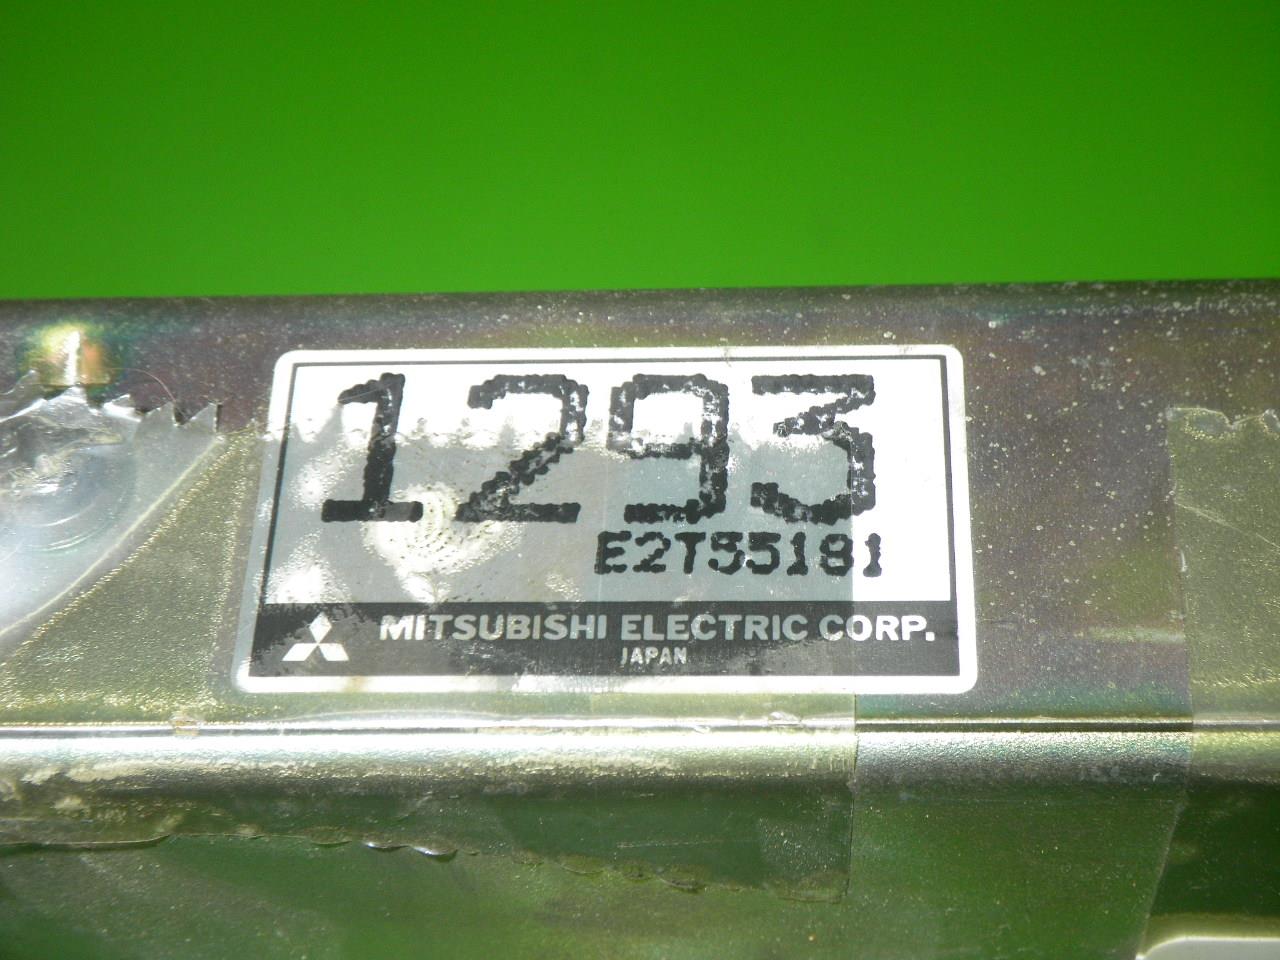 1293
E2T55181
MITSUBISHI ELECTRIC CORP.
JAPAN